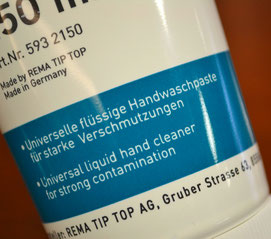 50 m
rt.Nr. 593 2150
Made by REMA TIP TOP
Made in Germany
• Universelle flüssige Handwaschpaste
für starke Verschmutzungen
• Universal liquid hand cleaner
for strong contamination
ller: REMA TIP TOP AG, Gruber Strasse 63,